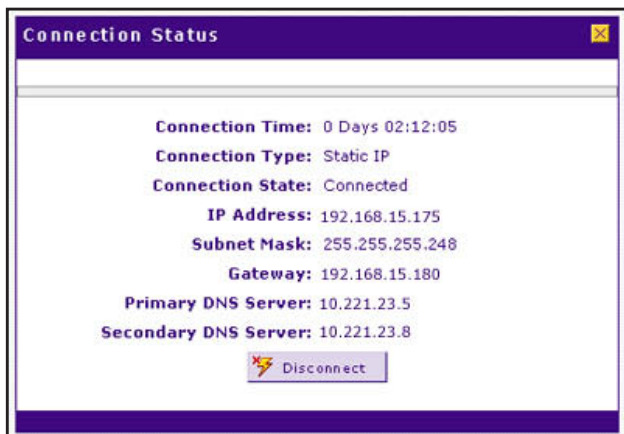 Connection Status
Connection Time: 0 Days 02:12:05
Connection Type: Static IP
Connection State: Connected
IP Address: 192.168.15.175
Subnet Mask: 255.255.255.248
Gateway: 192.168.15.180
Primary DNS Server: 10.221.23.5
Secondary DNS Server: 10.221.23.8
Disconnect